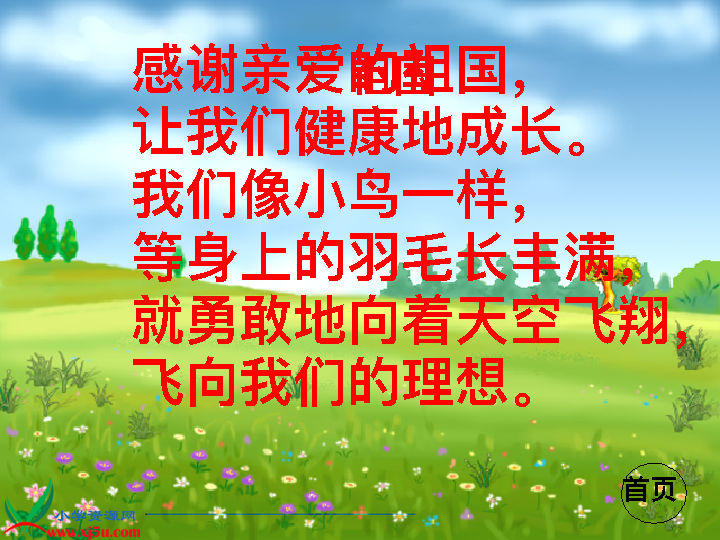 感谢亲爱的祖国，
让我们健康地成长。
我们像小鸟一样，
等身上的羽毛长丰满，
就勇敢地向着天空飞翔，
飞向我们的理想。
首页
小学资源网
www.xj5u.com